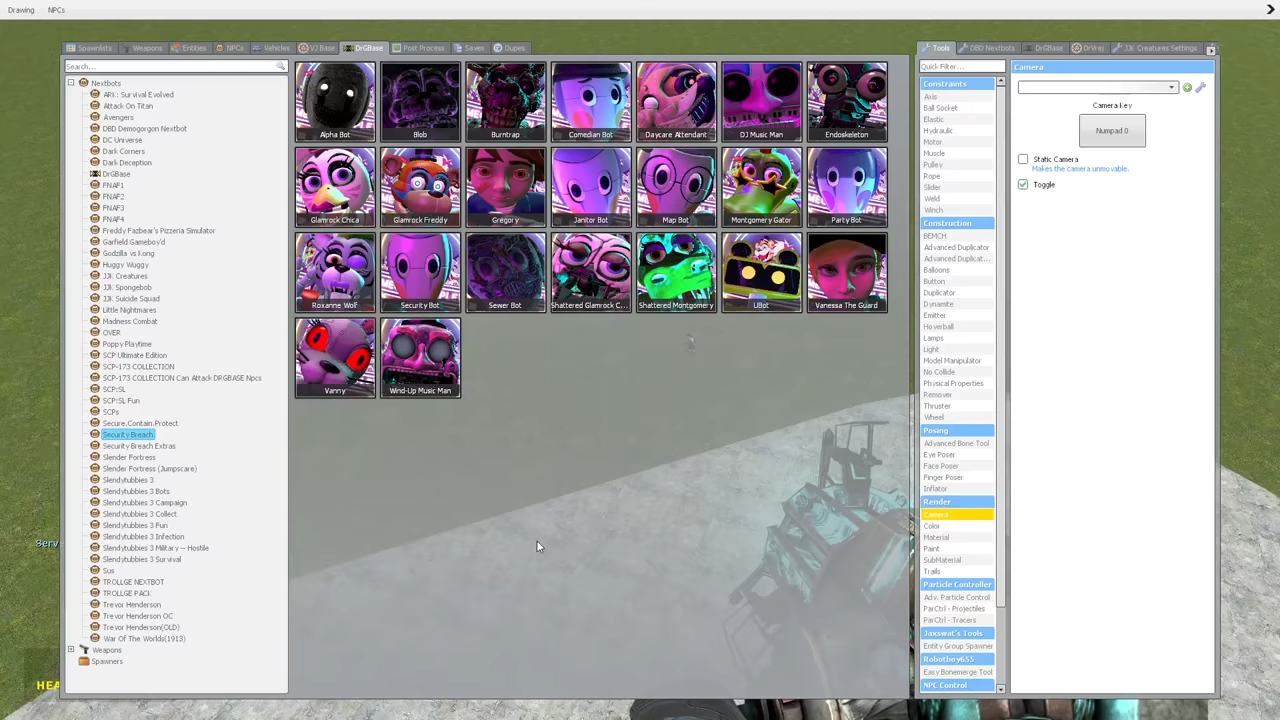 Drawing NPCs
Spawnlists Weapons Entities NPCs Vehicles VJ Base DrGBase Post Process Saves Dupes
Search...
Nextbots
ARK: Survival Evolved
Attack On Titan
Avengers
DBD Demogorgon Nextbot
DC Universe
Dark Corners
Dark Deception
DrGBase
FNAF1
FNAF2
FNAF3
FNAF4
Freddy Fazbear's Pizzeria Simulator
Garfield Gameboy'd
Godzilla vs Kong
Huggy Wuggy
JJk Creatures
JJk Spongebob
JJk Suicide Squad
Little Nightmares
Madness Combat
OVER
Poppy Playtime
SCP Ultimate Edition
SCP-173 COLLECTION
SCP-173 COLLECTION Can Attack DRGBASE Npcs
SCP:SL
SCP:SL Fun
SCPs
Secure.Contain.Protect
Security Breach
Security Breach Extras
Slender Fortress
Slender Fortress (Jumpscare)
Slendytubbies 3
Slendytubbies 3 Bots
Slendytubbies 3 Campaign
Slendytubbies 3 Collect
Slendytubbies 3 Fun
Slendytubbies 3 Infection
Slendytubbies 3 Military -- Hostile
Slendytubbies 3 Survival
Sus
TROLLGE NEXTBOT
TROLLGE PACK
Trevor Henderson
Trevor Henderson OC
Trevor Henderson(OLD)
War Of The Worlds(1913)
Weapons
Spawners
Alpha Bot Blob Burntrap Comedian Bot Daycare Attendant DJ Music Man Endoskeleton
Glamrock Chica Glamrock Freddy Gregory Janitor Bot Map Bot Montgomery Gator Party Bot
Roxanne Wolf Security Bot Sewer Bot Shattered Glamrock C... Shattered Montgomery UBot Vanessa The Guard
Vanny Wind-Up Music Man
Serv
HEA
Tools DBD Nextbots DrGBase DrVrej JJk Creatures Settings
Quick Filter...
Constraints
Axis
Ball Socket
Elastic
Hydraulic
Motor
Muscle
Pulley
Rope
Slider
Weld
Winch
Construction
BEMCH
Advanced Duplicator
Advanced Duplicat...
Balloons
Button
Duplicator
Dynamite
Emitter
Hoverball
Lamps
Light
Model Manipulator
No Collide
Physical Properties
Remover
Thruster
Wheel
Posing
Advanced Bone Tool
Eye Poser
Face Poser
Finger Poser
Inflator
Render
Camera
Color
Material
Paint
SubMaterial
Trails
Particle Controller
Adv. Particle Control
ParCtrl - Projectiles
ParCtrl - Tracers
Jaxswat's Tools
Entity Group Spawner
Robotboy655
Easy Bonemerge Tool
NPC Control
Camera
Camera Key
Numpad 0
Static Camera
Makes the camera unmovable.
Toggle